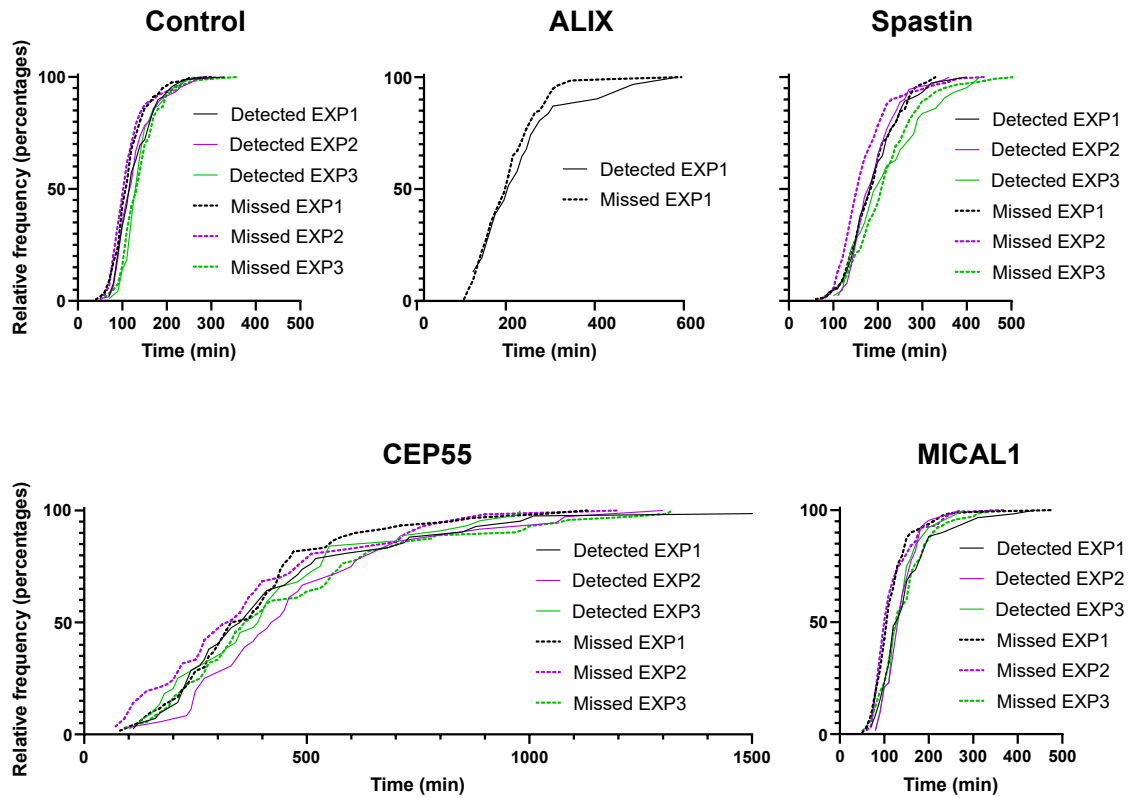 Control
ALIX
Spastin
Relative frequency (percentages)
100
50
0
0 100 200 300 400 500
Time (min)
Detected EXP1
Detected EXP2
Detected EXP3
Missed EXP1
Missed EXP2
Missed EXP3
100
50
0
0 200 400 600
Time (min)
Detected EXP1
Missed EXP1
100
50
0
0 100 200 300 400 500
Time (min)
Detected EXP1
Detected EXP2
Detected EXP3
Missed EXP1
Missed EXP2
Missed EXP3
CEP55
MICAL1
Relative frequency (percentages)
100
50
0
0 500 1000 1500
Time (min)
Detected EXP1
Detected EXP2
Detected EXP3
Missed EXP1
Missed EXP2
Missed EXP3
100
50
0
0 100 200 300 400 500
Time (min)
Detected EXP1
Detected EXP2
Detected EXP3
Missed EXP1
Missed EXP2
Missed EXP3